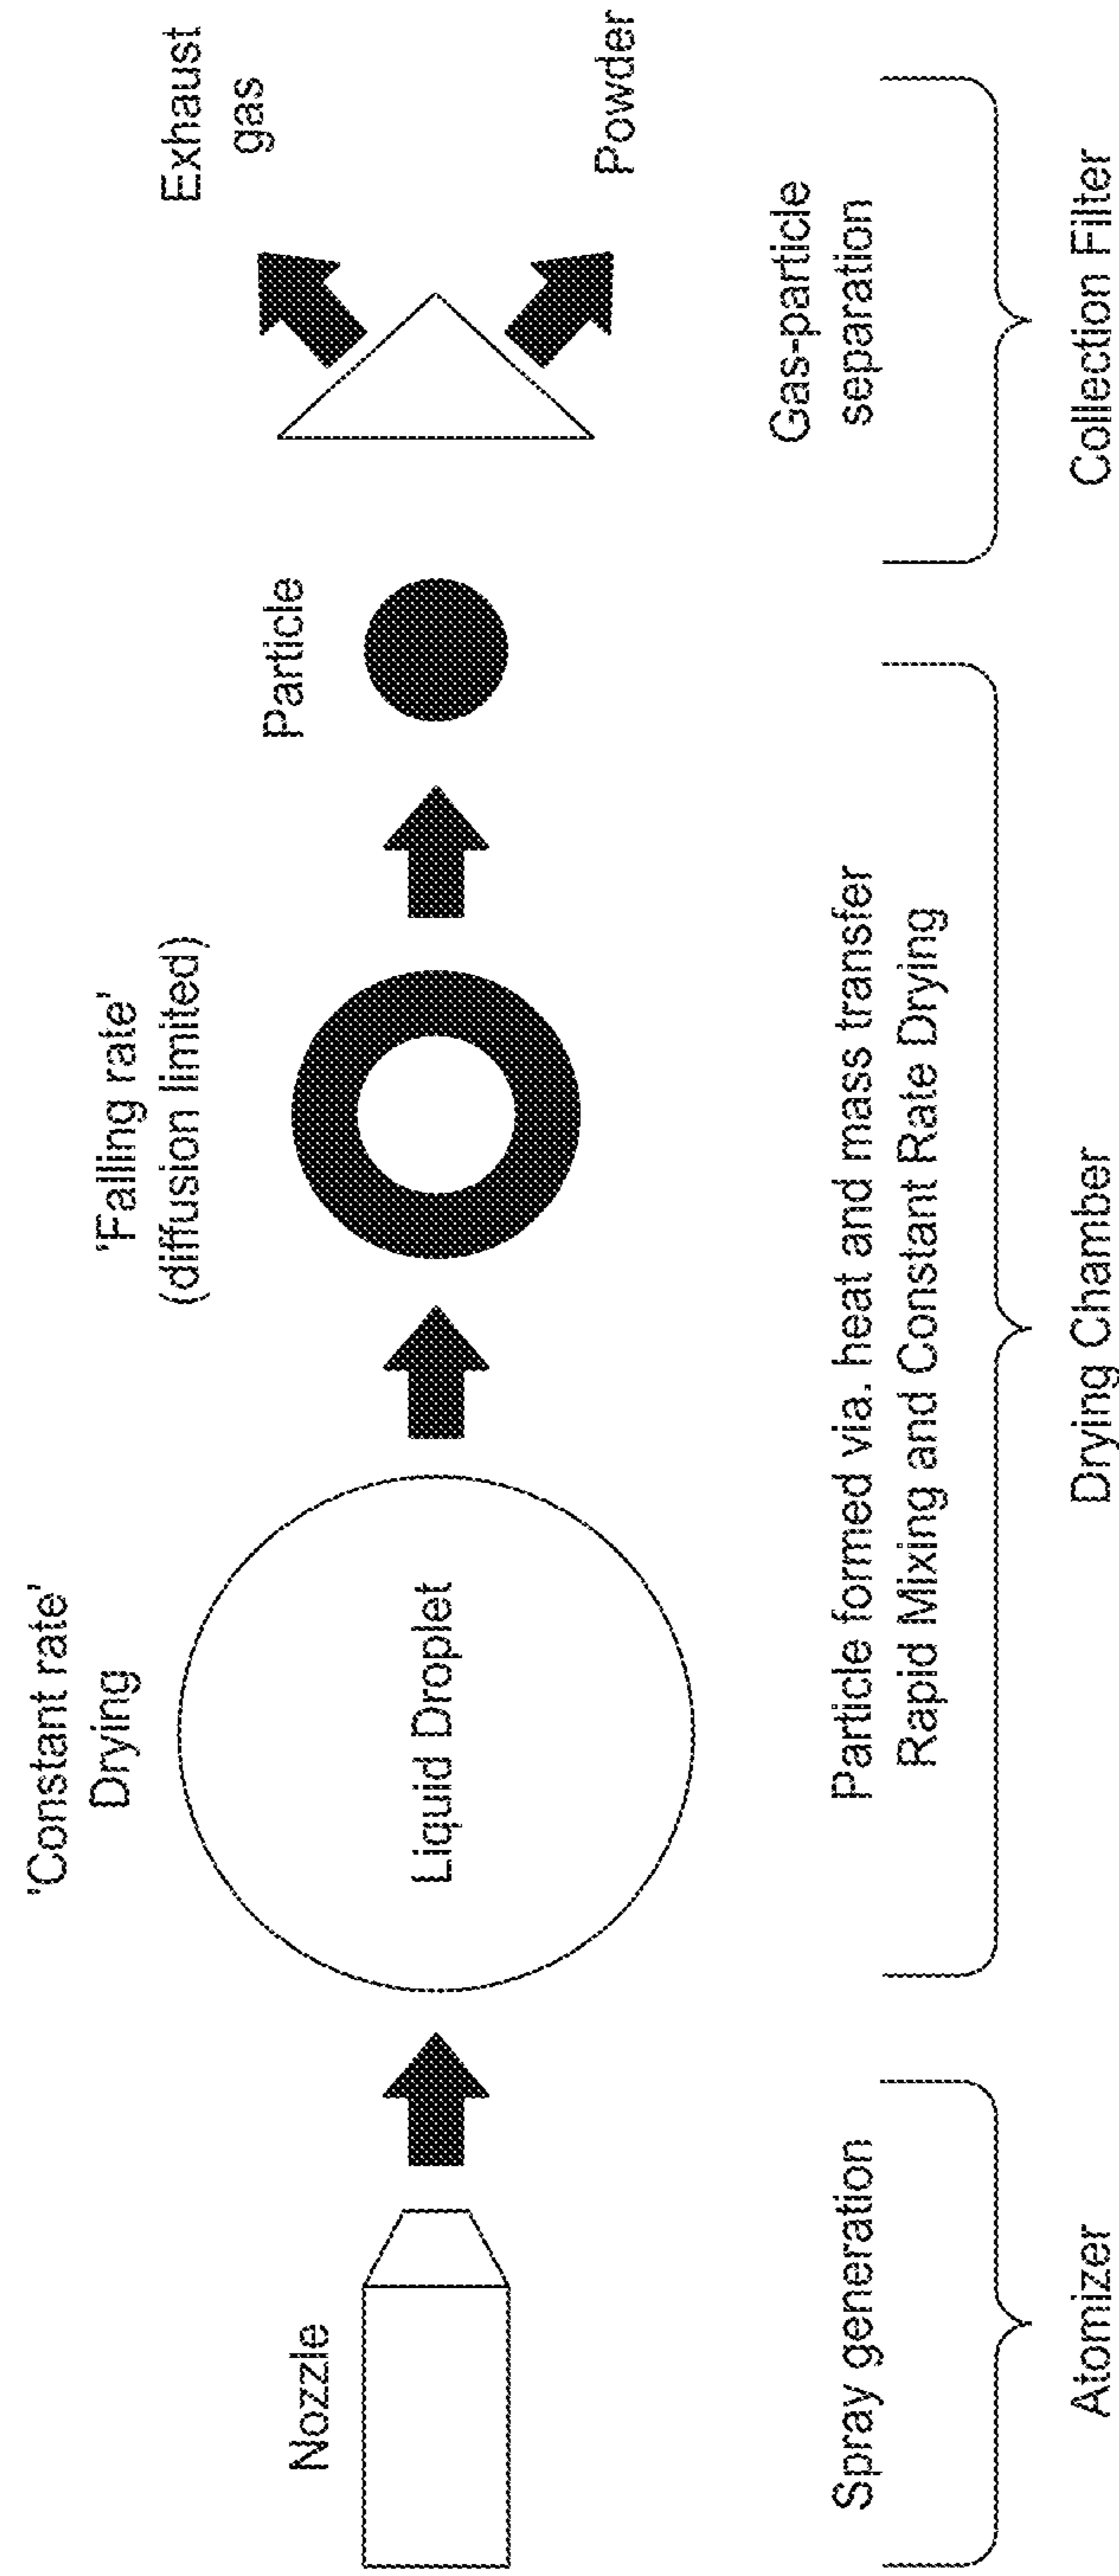 Nozzle
'Constant rate'
Drying
Liquid Droplet
'Falling rate'
(diffusion limited)
Particle
Exhaust
gas
Powder
Spray generation
Particle formed via. heat and mass transfer
Rapid Mixing and Constant Rate Drying
Gas-particle
separation
Atomizer
Drying Chamber
Collection Filter